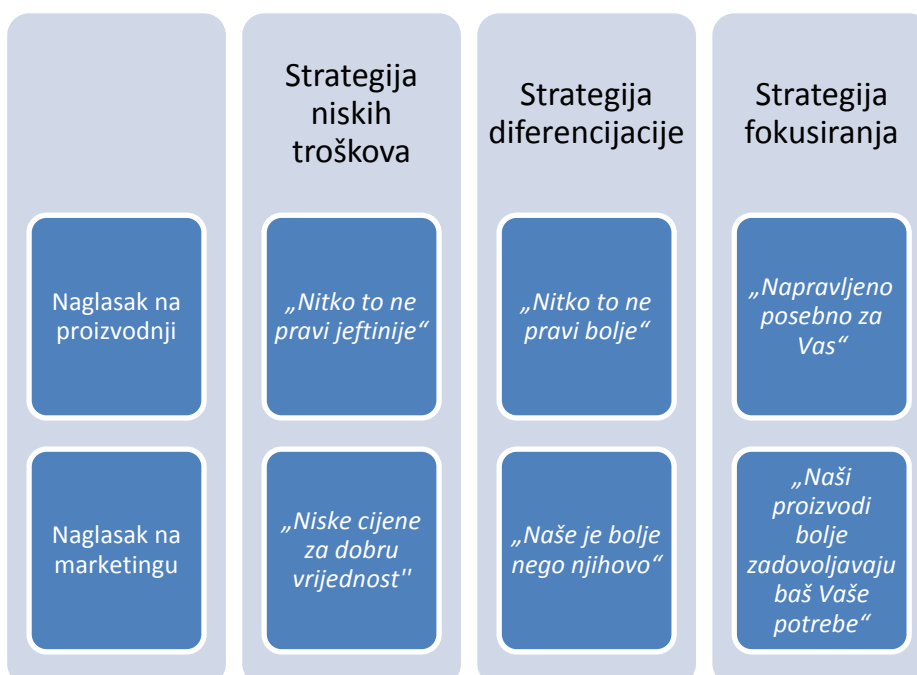 Strategija
niskih
troškova
Strategija
diferencijacije
Strategija
fokusiranja
Naglasak na
proizvodnji
„Nitko to ne
pravi jeftinije“
„Nitko to ne
pravi bolje“
„Napravljeno
posebno za
Vas“
Naglasak na
marketingu
„Niske cijene
za dobru
vrijednost''
„Naše je bolje
nego njihovo“
„Naši
proizvodi
bolje
zadovoljavaju
baš Vaše
potrebe“